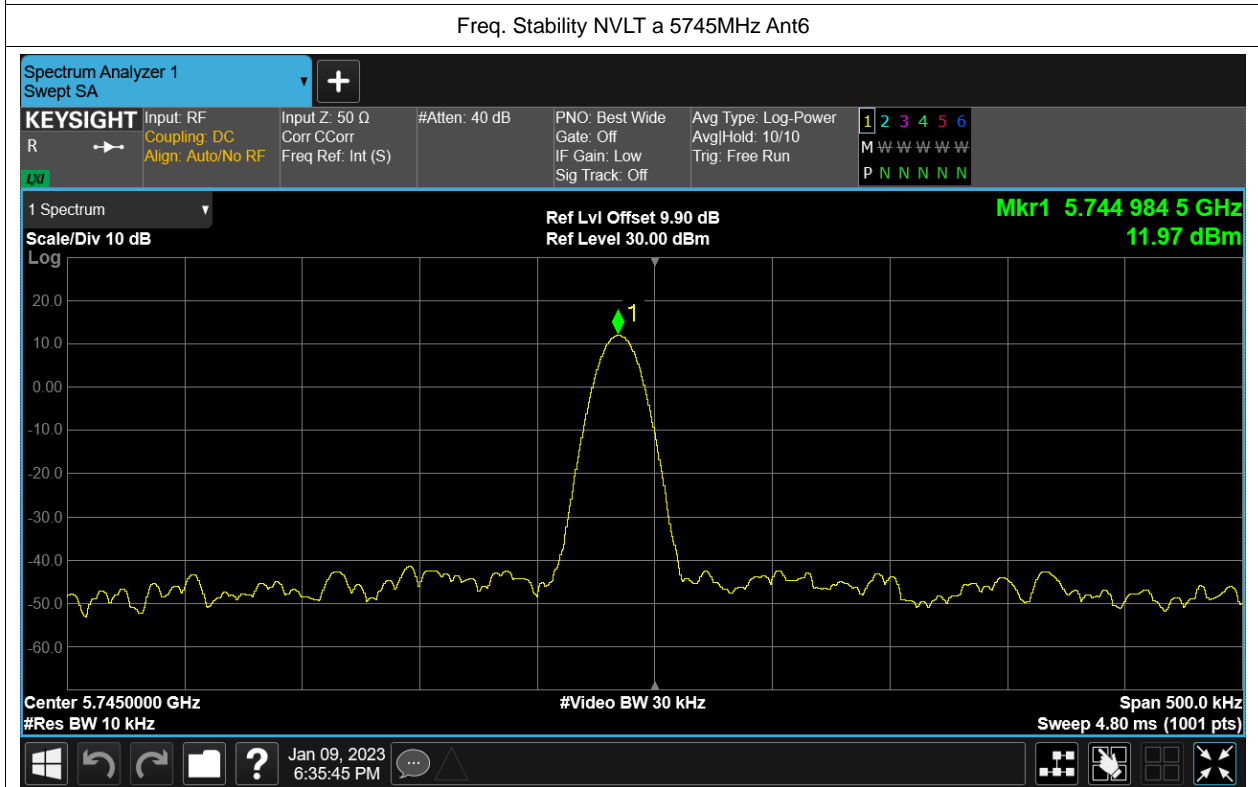 Freq. Stability NVLT a 5745MHz Ant6
Spectrum Analyzer 1
Swept SA
+
KEYSIGHT
R
LXI
Input: RF
Coupling: DC
Align: Auto/No RF
Input Z: 50 Ω
Corr CCorr
Freq Ref: Int (S)
#Atten: 40 dB
PNO: Best Wide
Gate: Off
IF Gain: Low
Sig Track: Off
Avg Type: Log-Power
Avg|Hold: 10/10
Trig: Free Run
1 2 3 4 5 6
M W W W W W
P N N N N N
1 Spectrum
Scale/Div 10 dB
Ref Lvl Offset 9.90 dB
Ref Level 30.00 dBm
Mkr1 5.744 984 5 GHz
11.97 dBm
Log
20.0
10.0
0.00
-10.0
-20.0
-30.0
-40.0
-50.0
-60.0
1
Center 5.7450000 GHz
#Res BW 10 kHz
#Video BW 30 kHz
Span 500.0 kHz
Sweep 4.80 ms (1001 pts)
?
Jan 09, 2023
6:35:45 PM